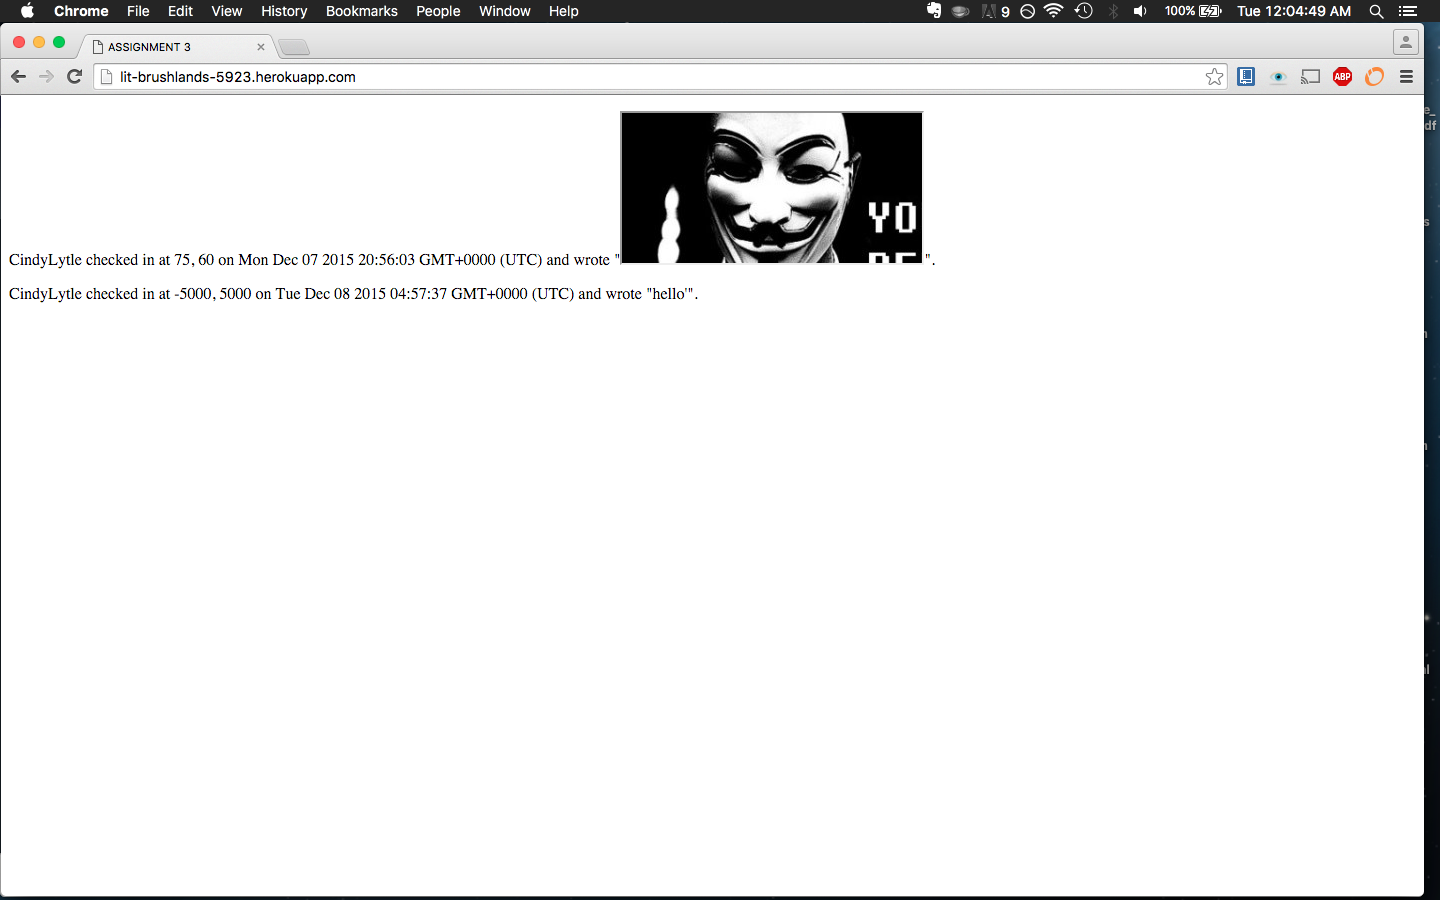 Chrome File Edit View History Bookmarks People Window Help 9 100% Tue 12:04:49 AM
ASSIGNMENT 3
lit-brushlands-5923.herokuapp.com
ABP
YO
CindyLytle checked in at 75, 60 on Mon Dec 07 2015 20:56:03 GMT+0000 (UTC) and wrote " ".
CindyLytle checked in at -5000, 5000 on Tue Dec 08 2015 04:57:37 GMT+0000 (UTC) and wrote "hello'".